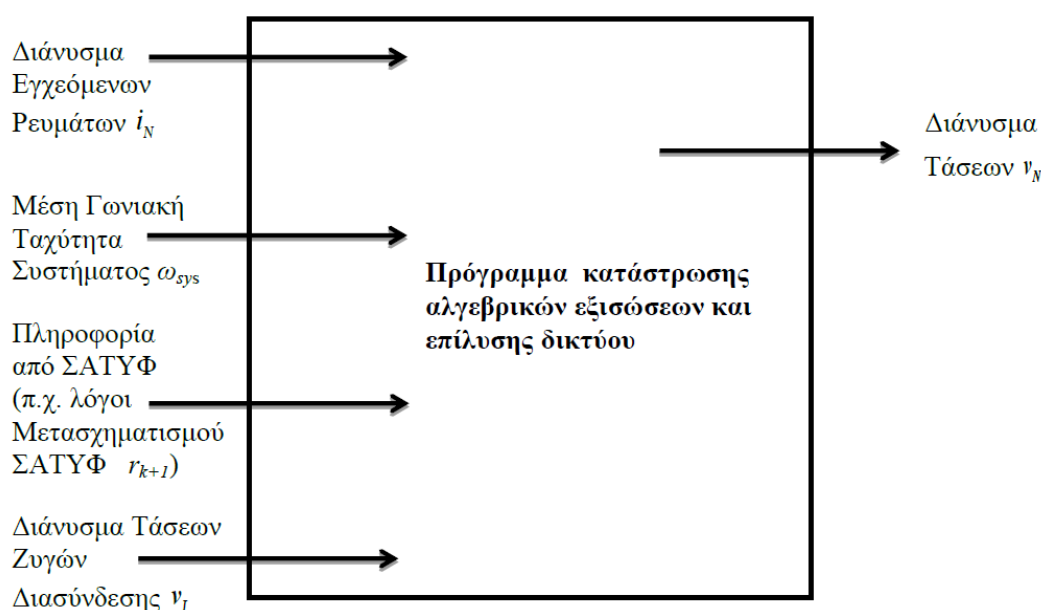 Διάνυσμα
Εγχεόμενων
Ρευμάτων i_N
Μέση Γωνιακή
Ταχύτητα
Συστήματος ω_sys
Πληροφορία
από ΣΑΤΥΦ
(π.χ. λόγοι
Μετασχηματισμού
ΣΑΤΥΦ r_k+1)
Διάνυσμα Τάσεων
Ζυγών
Διασύνδεσης v_I
Πρόγραμμα κατάστρωσης
αλγεβρικών εξισώσεων και
επίλυσης δικτύου
Διάνυσμα
Τάσεων v_N